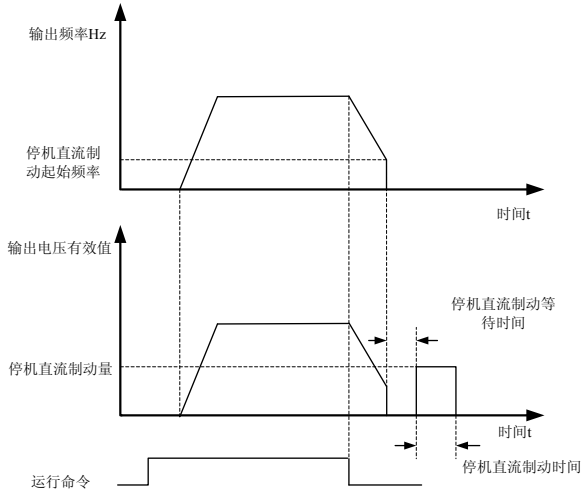 输出频率Hz
停机直流制
动起始频率
时间t
输出电压有效值
停机直流制动等
待时间
停机直流制动量
时间t
停机直流制动时间
运行命令